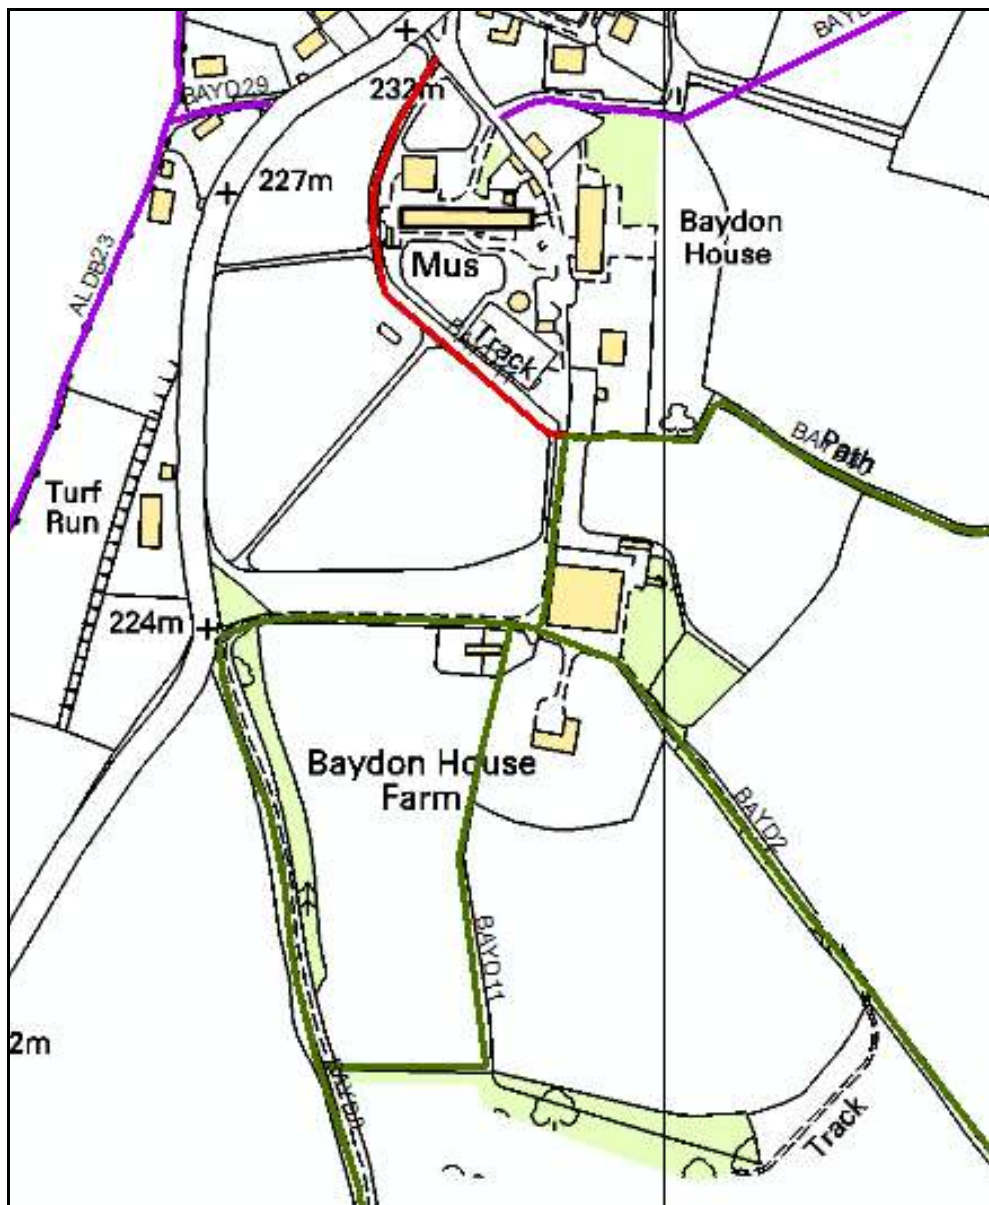 BAYD29
232m
227m
Baydon
House
Mus
ALDB23
Track
Path
Turf
Run
224m
Baydon House
Farm
BAYD2
BAYD11
2m
Track